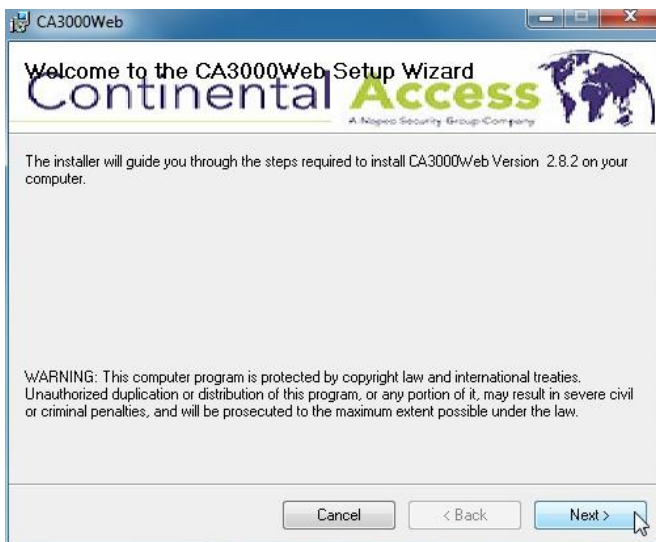 CA3000Web
Welcome to the CA3000Web Setup Wizard
Continental Access
A Napco Security Group Company
The installer will guide you through the steps required to install CA3000Web Version 2.8.2 on your
computer.
WARNING: This computer program is protected by copyright law and international treaties.
Unauthorized duplication or distribution of this program, or any portion of it, may result in severe civil
or criminal penalties, and will be prosecuted to the maximum extent possible under the law.
Cancel
< Back
Next >